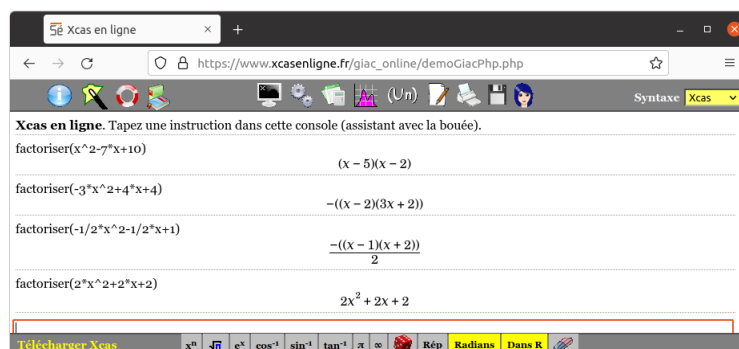 5é Xcas en ligne × +
https://www.xcasenligne.fr/giac_online/demoGiacPhp.php
(Un) Syntaxe Xcas
Xcas en ligne. Tapez une instruction dans cette console (assistant avec la bouée).
factoriser(x^2-7*x+10)
(x − 5)(x − 2)
factoriser(-3*x^2+4*x+4)
−((x − 2)(3x + 2))
factoriser(-1/2*x^2-1/2*x+1)
−((x − 1)(x + 2))
2
factoriser(2*x^2+2*x+2)
2x² + 2x + 2
Télécharger Xcas xⁿ √n eˣ cos⁻¹ sin⁻¹ tan⁻¹ π ∞ Rép Radians Dans R